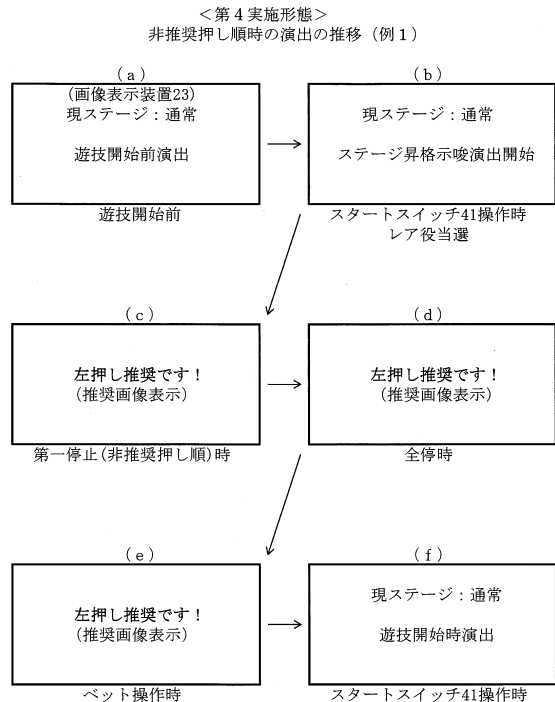 ＜第４実施形態＞
非推奨押し順時の演出の推移（例１）
（ａ）
(画像表示装置23)
現ステージ：通常
遊技開始前演出
遊技開始前
（ｂ）
現ステージ：通常
ステージ昇格示唆演出開始
スタートスイッチ41操作時
レア役当選
（ｃ）
左押し推奨です！
(推奨画像表示)
第一停止(非推奨押し順)時
（ｄ）
左押し推奨です！
(推奨画像表示)
全停時
（ｅ）
左押し推奨です！
(推奨画像表示)
ベット操作時
（ｆ）
現ステージ：通常
遊技開始時演出
スタートスイッチ41操作時